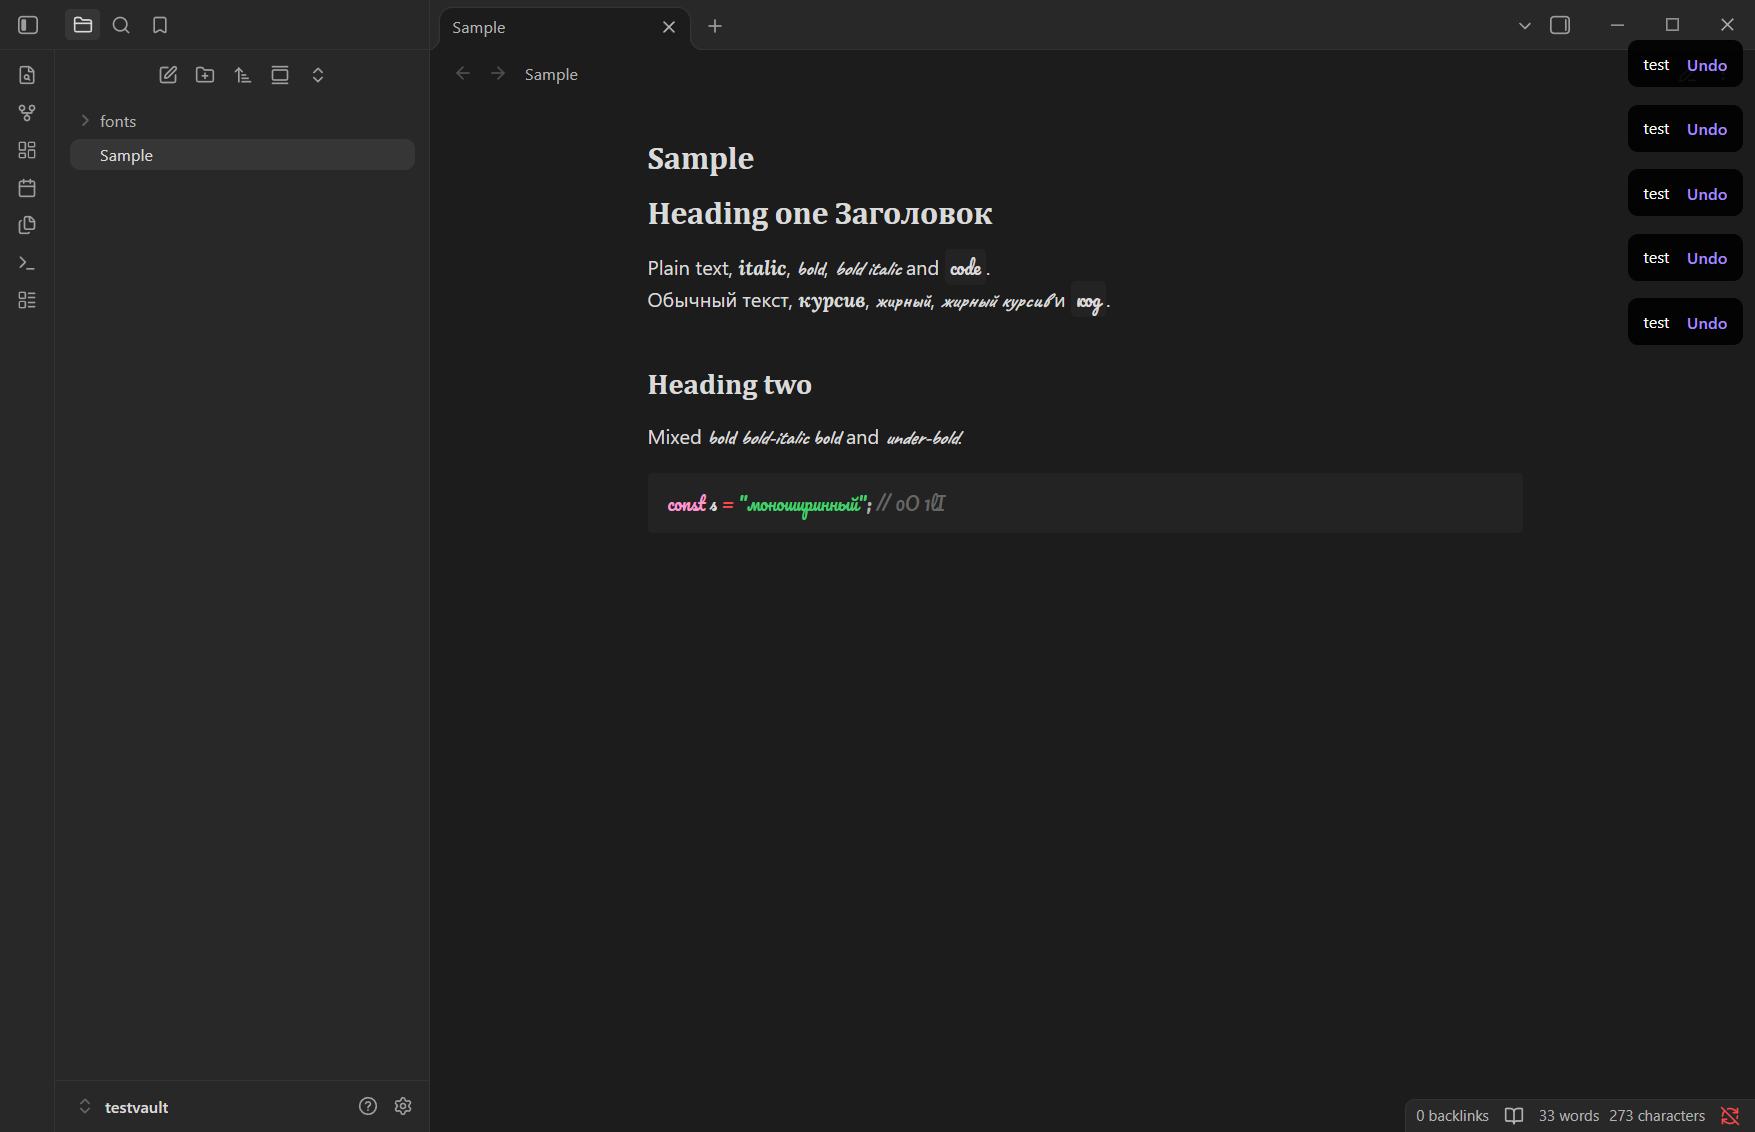 Sample
Sample
fonts
Sample
Sample
Heading one Заголовок
Plain text, italic, bold, bold italic and code.
Обычный текст, курсив, жирный, жирный курсив и код.
Heading two
Mixed bold bold-italic bold and under-bold.
const s = "моноширинный"; // oO 1lI
test Undo
test Undo
test Undo
test Undo
test Undo
testvault
0 backlinks 33 words 273 characters